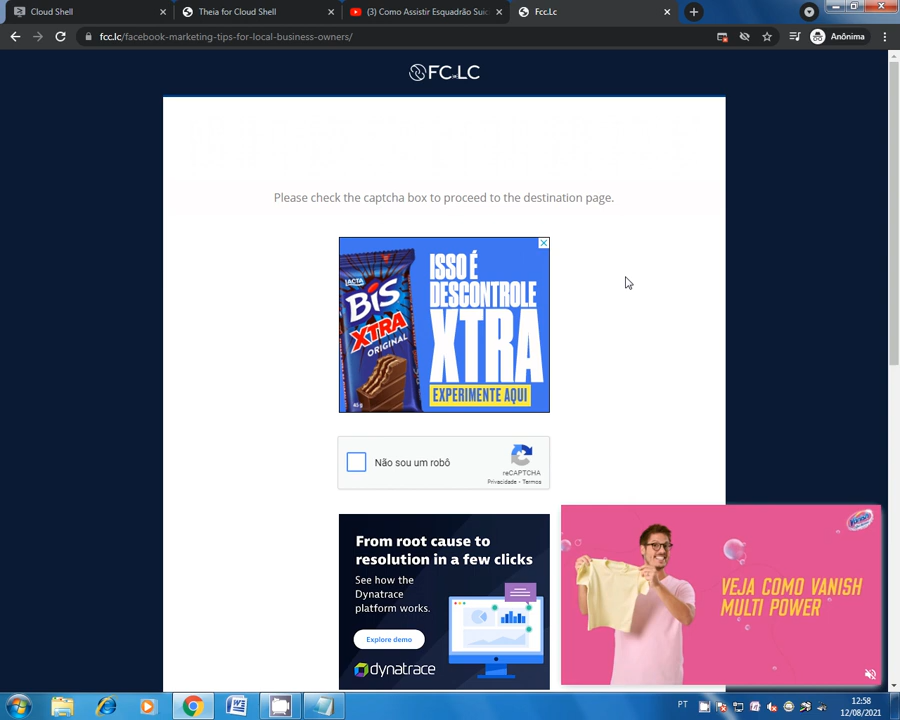 Cloud Shell
Theia for Cloud Shell
(3) Como Assistir Esquadrão Suic
Fcc.Lc
fcc.lc/facebook-marketing-tips-for-local-business-owners/
Anônima
FC.LC
Please check the captcha box to proceed to the destination page.
LACTA
BIS
XTRA
ORIGINAL
45 g
ISSO É
DESCONTROLE
XTRA
EXPERIMENTE AQUI
Não sou um robô
reCAPTCHA
Privacidade - Termos
From root cause to
resolution in a few clicks
See how the
Dynatrace
platform works.
Explore demo
dynatrace
VEJA COMO VANISH
MULTI POWER
PT
12:58
12/08/2021